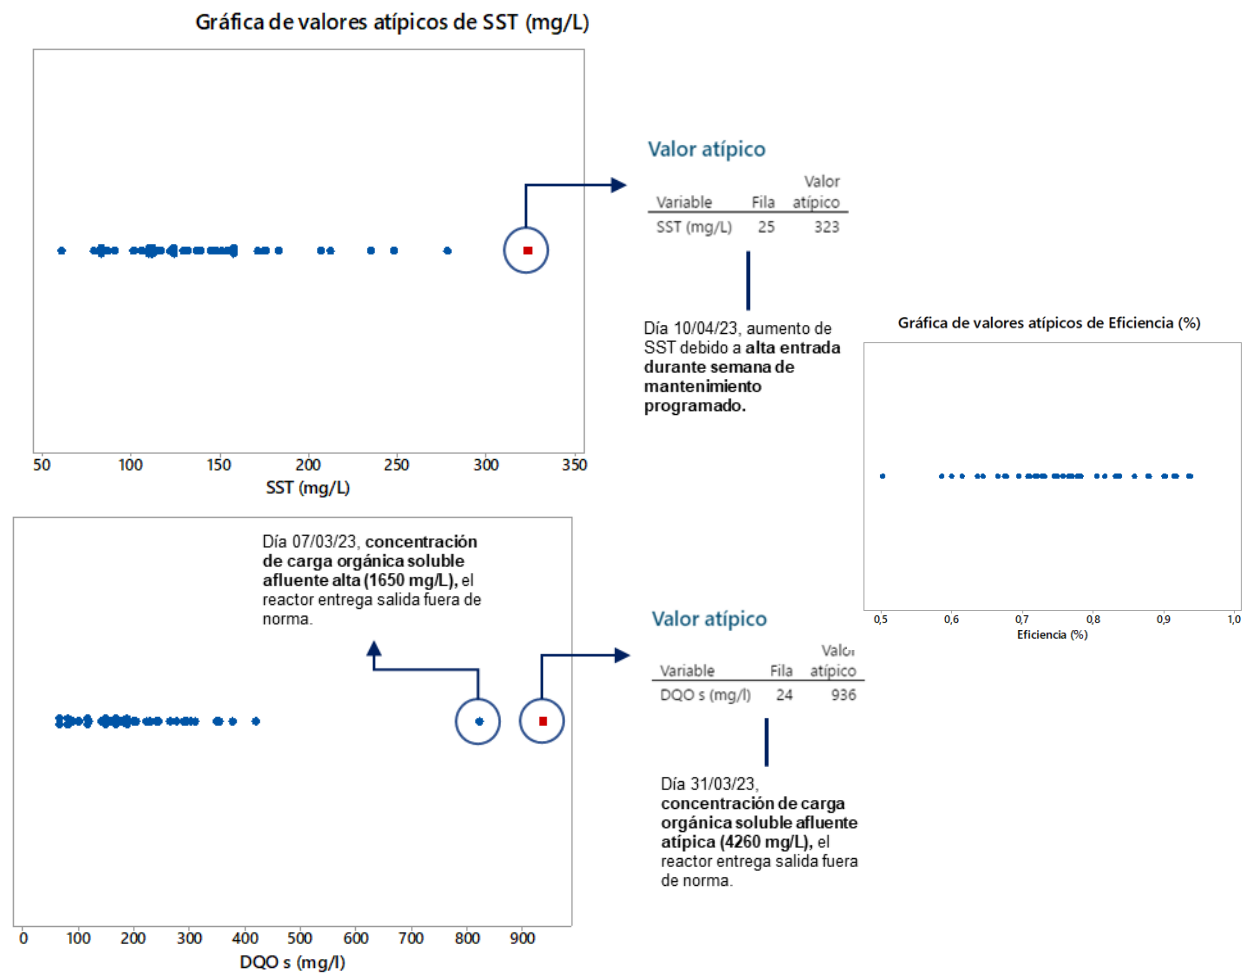 Gráfica de valores atípicos de SST (mg/L)
Valor atípico
Valor
Variable Fila atípico
SST (mg/L) 25 323
Día 10/04/23, aumento de
SST debido a alta entrada
durante semana de
mantenimiento
programado.
50 100 150 200 250 300 350
SST (mg/L)
Gráfica de valores atípicos de Eficiencia (%)
0,5 0,6 0,7 0,8 0,9 1,0
Eficiencia (%)
Día 07/03/23, concentración
de carga orgánica soluble
afluente alta (1650 mg/L), el
reactor entrega salida fuera de
norma.
Valor atípico
Valor
Variable Fila atípico
DQO s (mg/l) 24 936
Día 31/03/23,
concentración de carga
orgánica soluble afluente
atípica (4260 mg/L), el
reactor entrega salida fuera
de norma.
0 100 200 300 400 500 600 700 800 900
DQO s (mg/l)